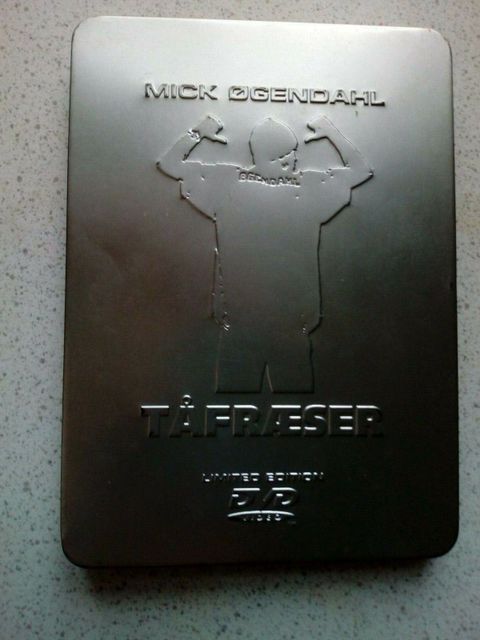 MICK ØGENDAHL
ØGENDAHL
TÅFRÆSER
LIMITED EDITION
DVD
VIDEO